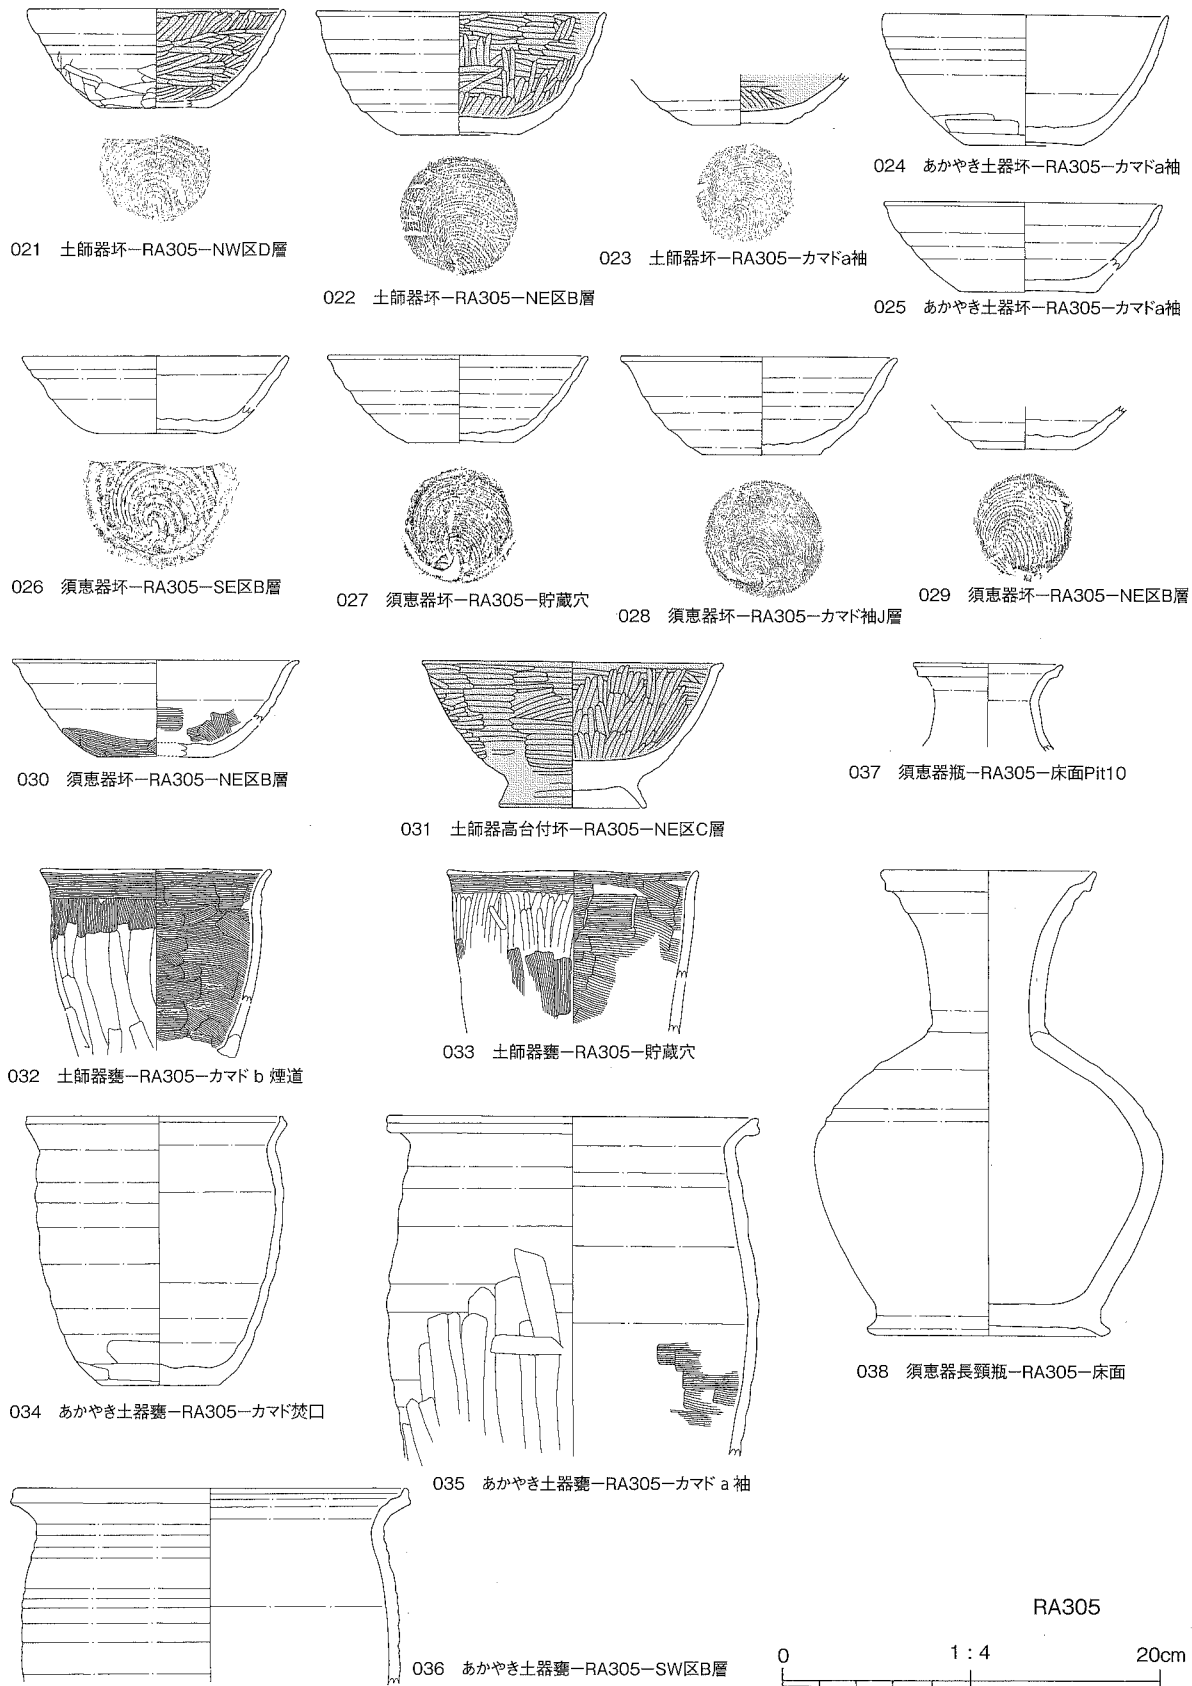 021 土師器坏ーRA305ーNW区D層
022 土師器坏ーRA305ーNE区B層
023 土師器坏ーRA305ーカマドa袖
024 あかやき土器坏ーRA305ーカマドa袖
025 あかやき土器坏ーRA305ーカマドa袖
026 須恵器坏ーRA305ーSE区B層
027 須恵器坏ーRA305ー貯蔵穴
028 須恵器坏ーRA305ーカマド袖J層
029 須恵器坏ーRA305ーNE区B層
030 須恵器坏ーRA305ーNE区B層
031 土師器高台付坏ーRA305ーNE区C層
037 須恵器瓶ーRA305ー床面Pit10
032 土師器甕ーRA305ーカマドb煙道
033 土師器甕ーRA305ー貯蔵穴
034 あかやき土器甕ーRA305ーカマド焚口
035 あかやき土器甕ーRA305ーカマドa袖
038 須恵器長頸瓶ーRA305ー床面
036 あかやき土器甕ーRA305ーSW区B層
RA305
0 1:4 20cm